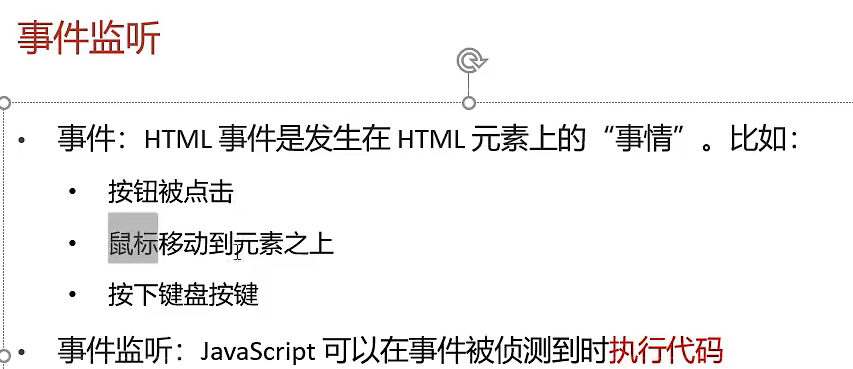 事件监听
• 事件：HTML 事件是发生在 HTML 元素上的“事情”。比如：
• 按钮被点击
• 鼠标移动到元素之上
• 按下键盘按键
• 事件监听：JavaScript 可以在事件被侦测到时执行代码